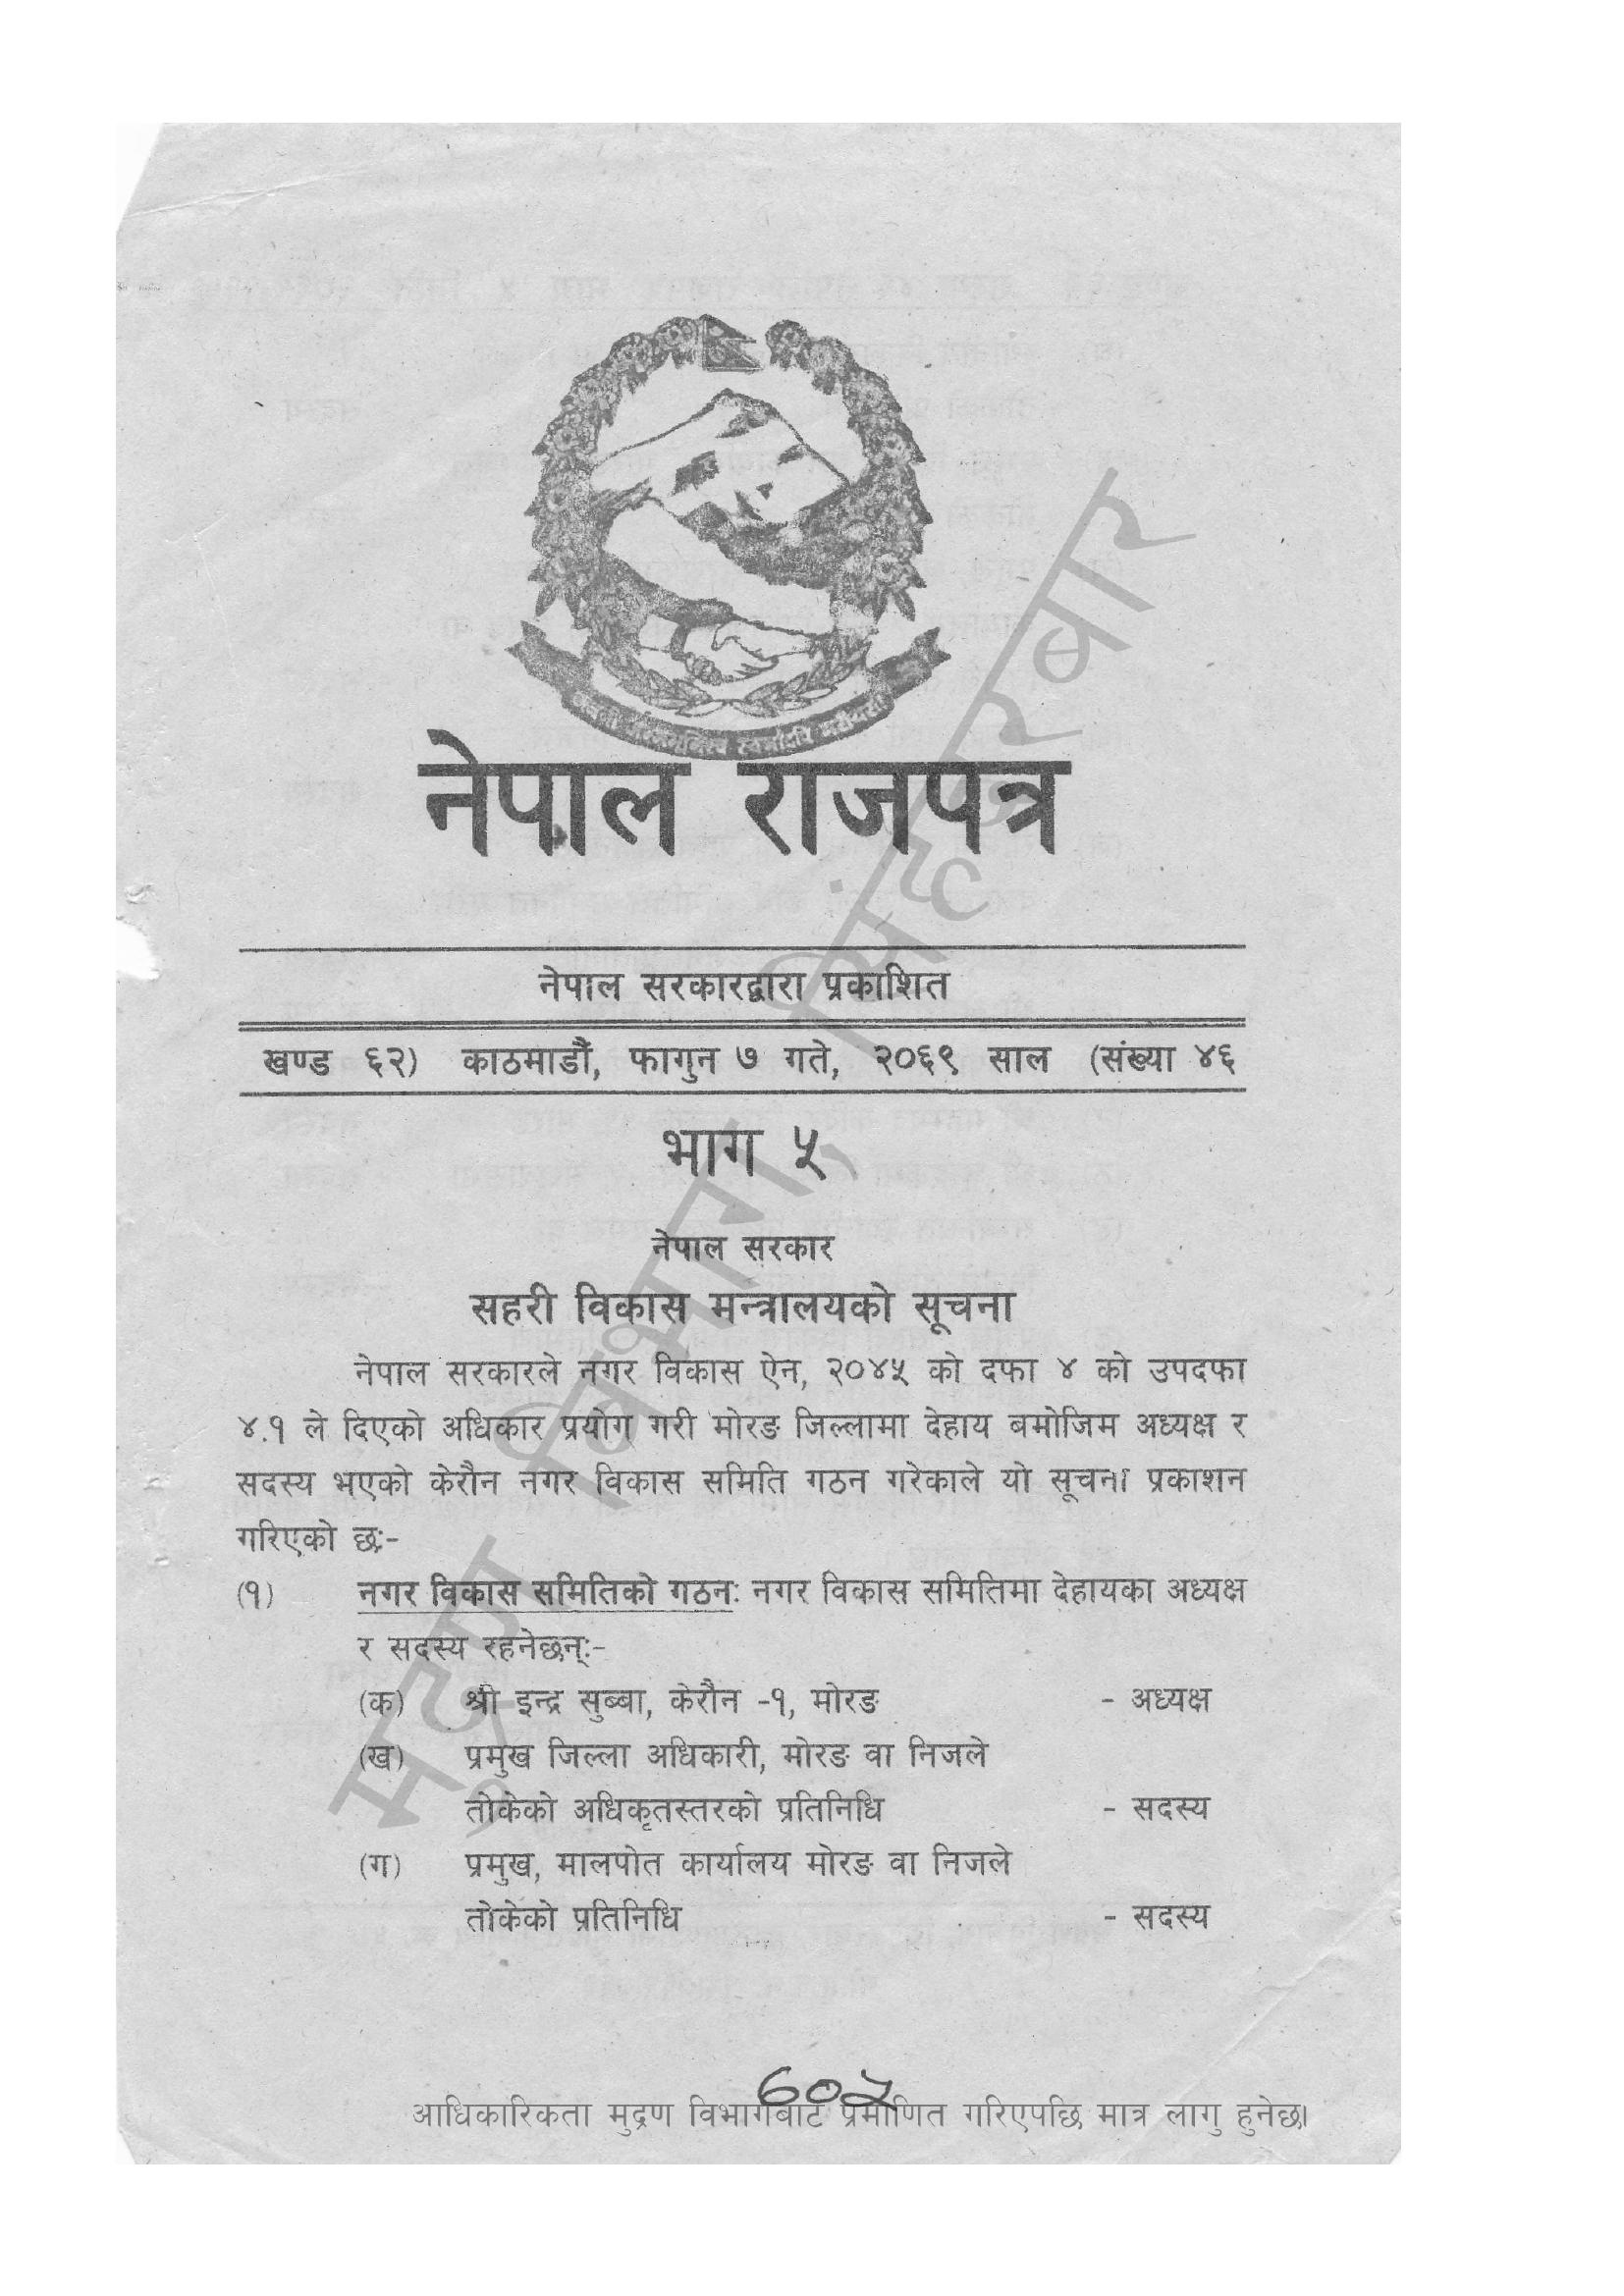 नेपाल राजपत्र
नेपाल सरकारद्वारा प्रकाशित
खण्ड ६२) काठमाडौं, फागुन ७ गते, २०६९ साल (संख्या ४६
भाग ५
नेपाल सरकार
सहरी विकास मन्त्रालयको सूचना
नेपाल सरकारले नगर विकास ऐन, २०४५ को दफा ४ को उपदफा
४.१ ले दिएको अधिकार प्रयोग गरी मोरङ जिल्लामा देहाय बमोजिम अध्यक्ष र
सदस्य भएको केरौन नगर विकास समिति गठन गरेकाले यो सूचना प्रकाशन
गरिएको छः-
(१) नगर विकास समितिको गठनः नगर विकास समितिमा देहायका अध्यक्ष
र सदस्य रहनेछन्ः-
(क) श्री इन्द्र सुब्बा, केरौन -१, मोरङ - अध्यक्ष
(ख) प्रमुख जिल्ला अधिकारी, मोरङ वा निजले
तोकेको अधिकृतस्तरको प्रतिनिधि - सदस्य
(ग) प्रमुख, मालपोत कार्यालय मोरङ वा निजले
तोकेको प्रतिनिधि - सदस्य
६०२
आधिकारिकता मुद्रण विभागबाट प्रमाणित गरिएपछि मात्र लागु हुनेछ।
मुद्रण विभाग, सिंहदरबार